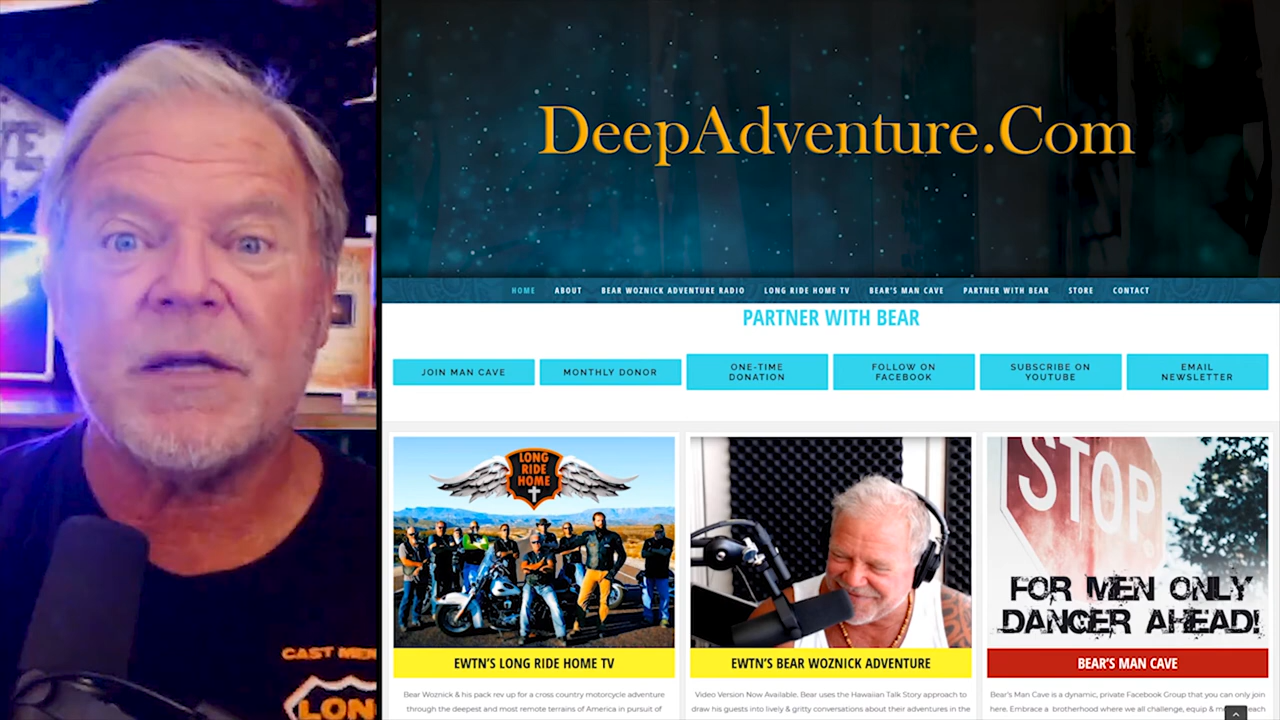 DeepAdventure.Com
HOME ABOUT BEAR WOZNICK ADVENTURE RADIO LONG RIDE HOME TV BEAR'S MAN CAVE PARTNER WITH BEAR STORE CONTACT
PARTNER WITH BEAR
JOIN MAN CAVE
MONTHLY DONOR
ONE-TIME
DONATION
FOLLOW ON
FACEBOOK
SUBSCRIBE ON
YOUTUBE
EMAIL
NEWSLETTER
LONG
RIDE
HOME
STOP
FOR MEN ONLY
DANGER AHEAD!
EWTN'S LONG RIDE HOME TV
EWTN'S BEAR WOZNICK ADVENTURE
BEAR'S MAN CAVE
Bear Woznick & his pack rev up for a cross country motorcycle adventure
through the deepest and most remote terrains of America in pursuit of
Video Version Now Available. Bear uses the Hawaiian Talk Story approach to
draw his guests into lively & gritty conversations about their adventures in the
Bear's Man Cave is a dynamic, private Facebook Group that you can only join
here. Embrace a brotherhood where we all challenge, equip &
CAST MEM
LON